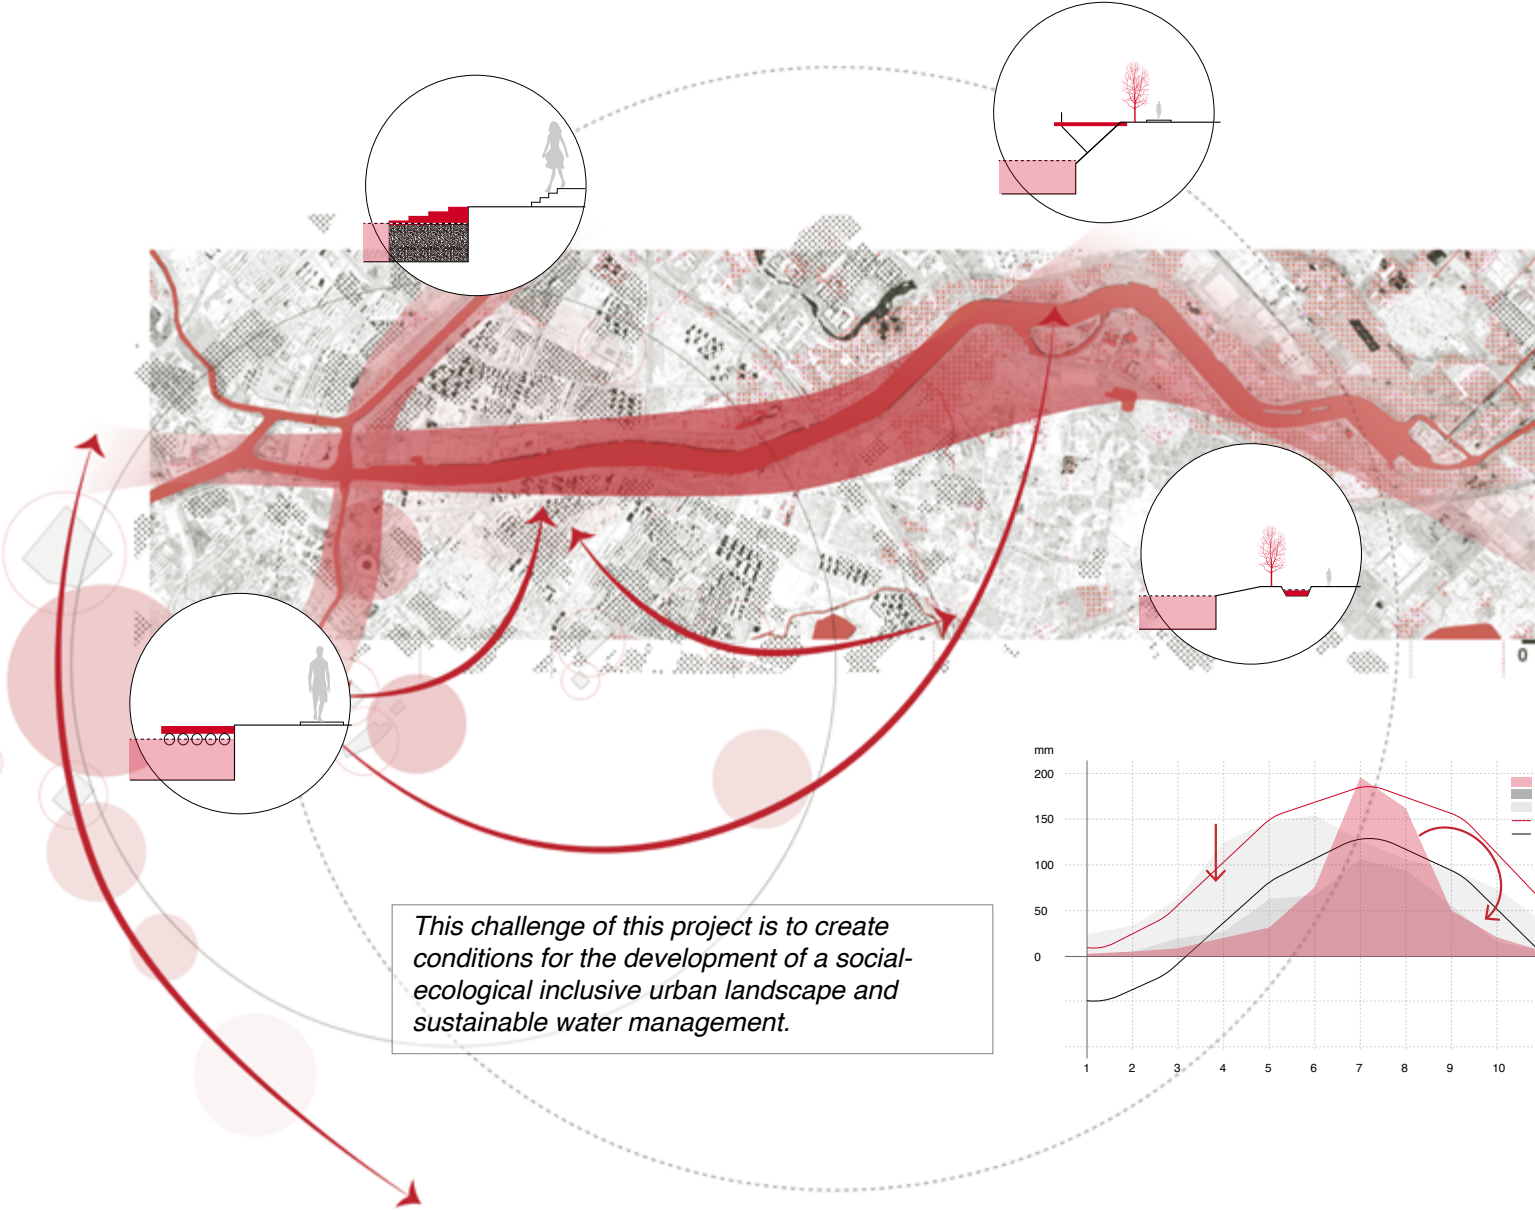 0
mm
200
150
100
50
0
1 2 3 4 5 6 7 8 9 10
This challenge of this project is to create
conditions for the development of a social-
ecological inclusive urban landscape and
sustainable water management.